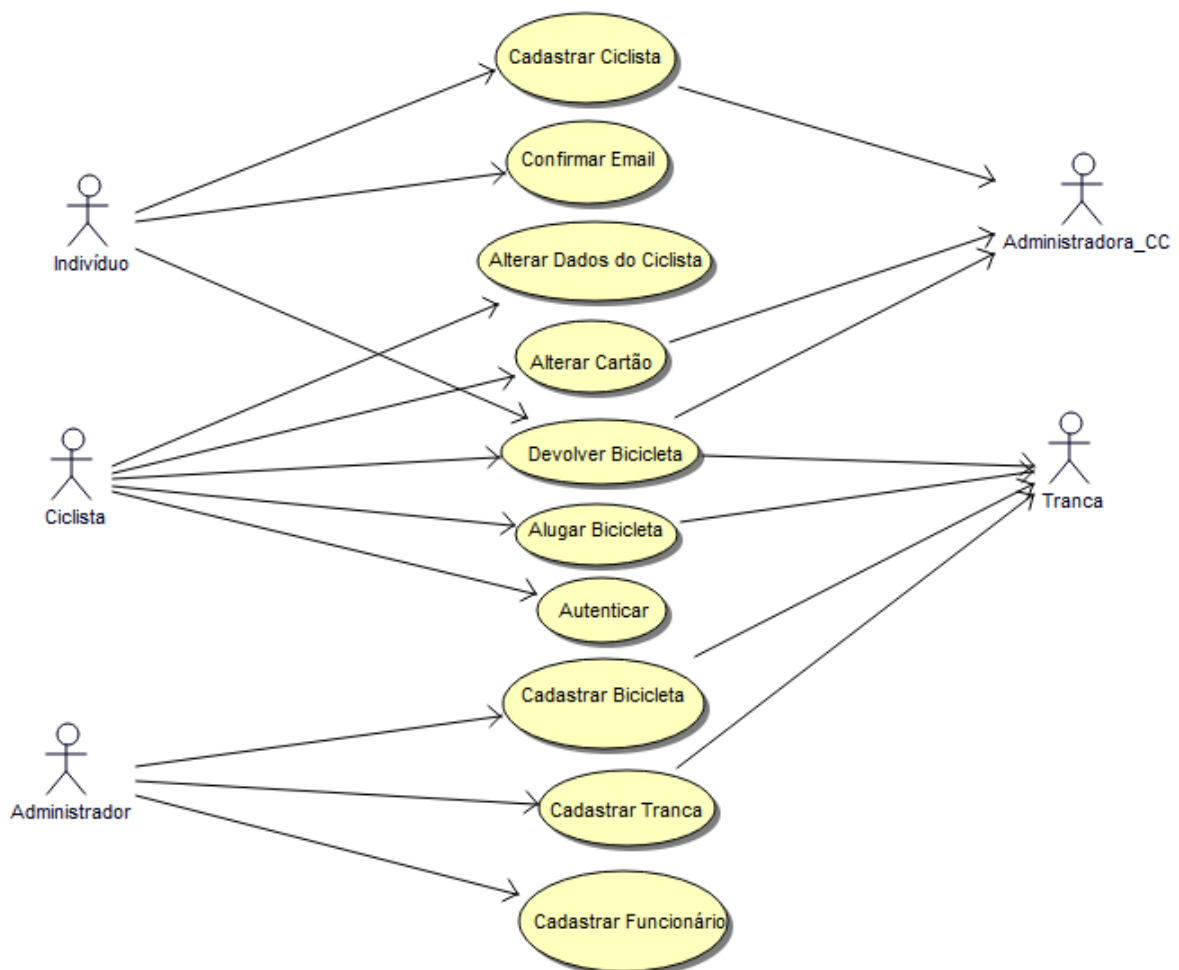 Cadastrar Ciclista
Confirmar Email
Indivíduo
Administradora_CC
Alterar Dados do Ciclista
Alterar Cartão
Devolver Bicicleta
Ciclista
Tranca
Alugar Bicicleta
Autenticar
Cadastrar Bicicleta
Administrador
Cadastrar Tranca
Cadastrar Funcionário